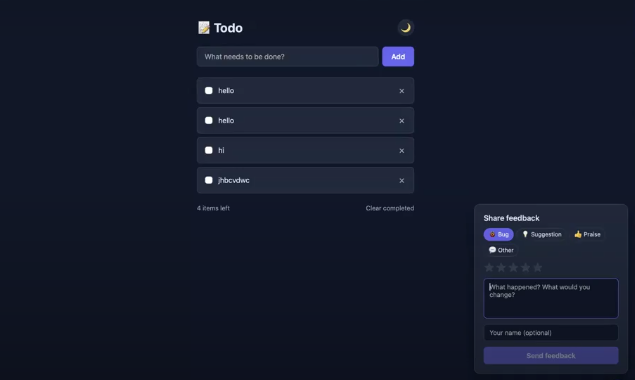 📝 Todo
🌙
What needs to be done?
Add
hello ×
hello ×
hi ×
jhbcvdwc ×
4 items left
Clear completed
Share feedback
🐞 Bug
💡 Suggestion
👍 Praise
💬 Other
★★★★★
What happened? What would you
change?
Your name (optional)
Send feedback